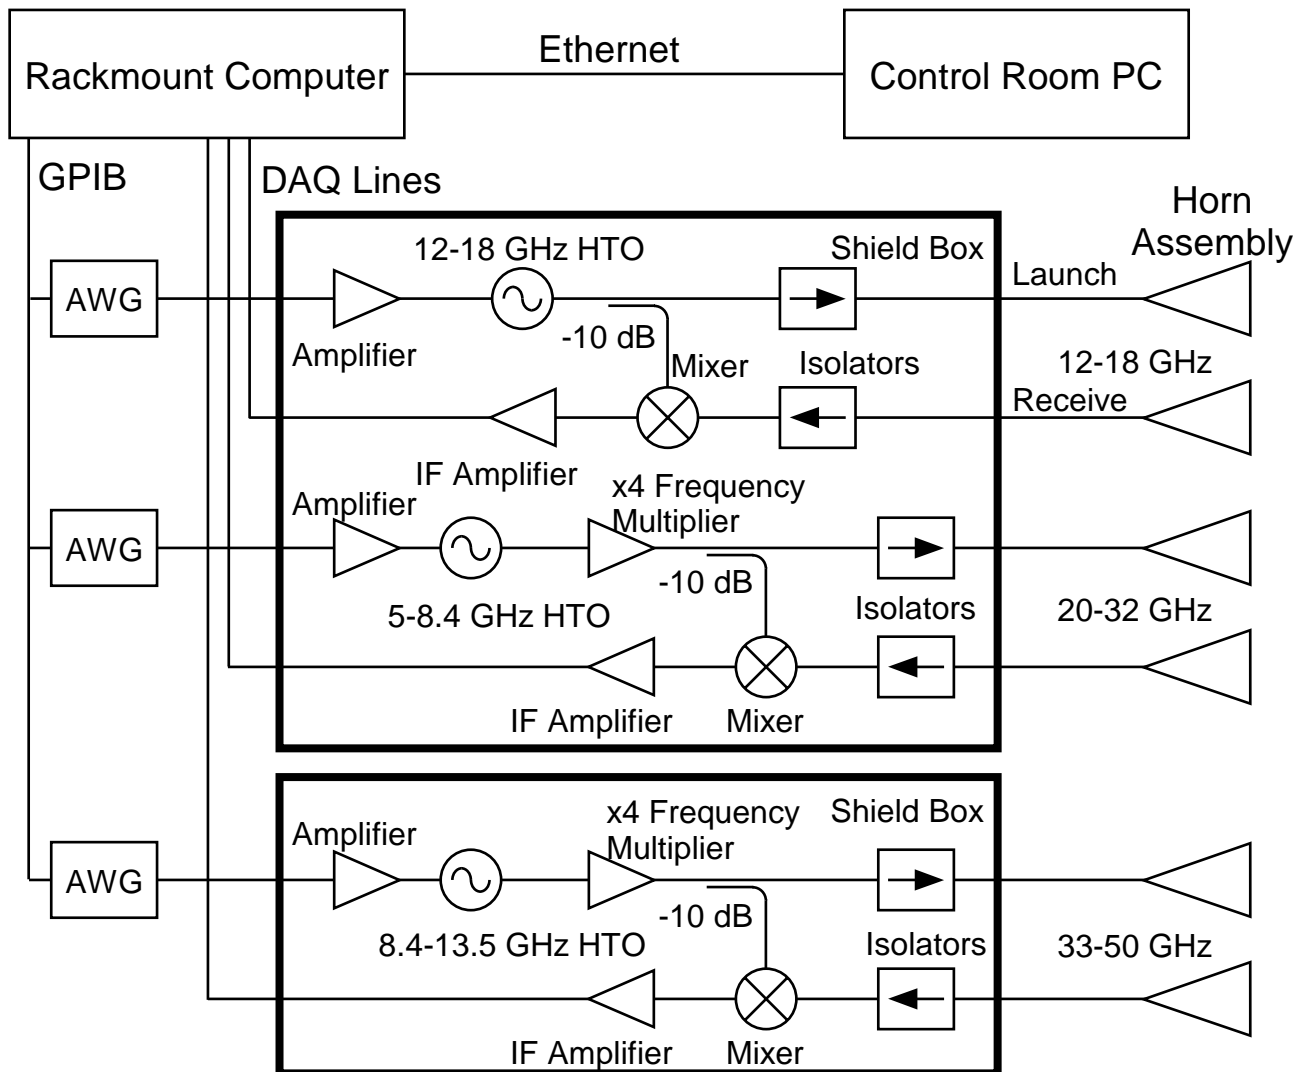 Ethernet
Rackmount Computer
Control Room PC
GPIB
DAQ Lines
Horn
Assembly
12-18 GHz HTO
Shield Box
Launch
AWG
-10 dB
Amplifier
Mixer
Isolators
12-18 GHz
Receive
IF Amplifier
x4 Frequency
Multiplier
Amplifier
AWG
-10 dB
5-8.4 GHz HTO
Isolators
20-32 GHz
IF Amplifier
Mixer
x4 Frequency
Multiplier
Shield Box
Amplifier
AWG
-10 dB
8.4-13.5 GHz HTO
Isolators
33-50 GHz
IF Amplifier
Mixer